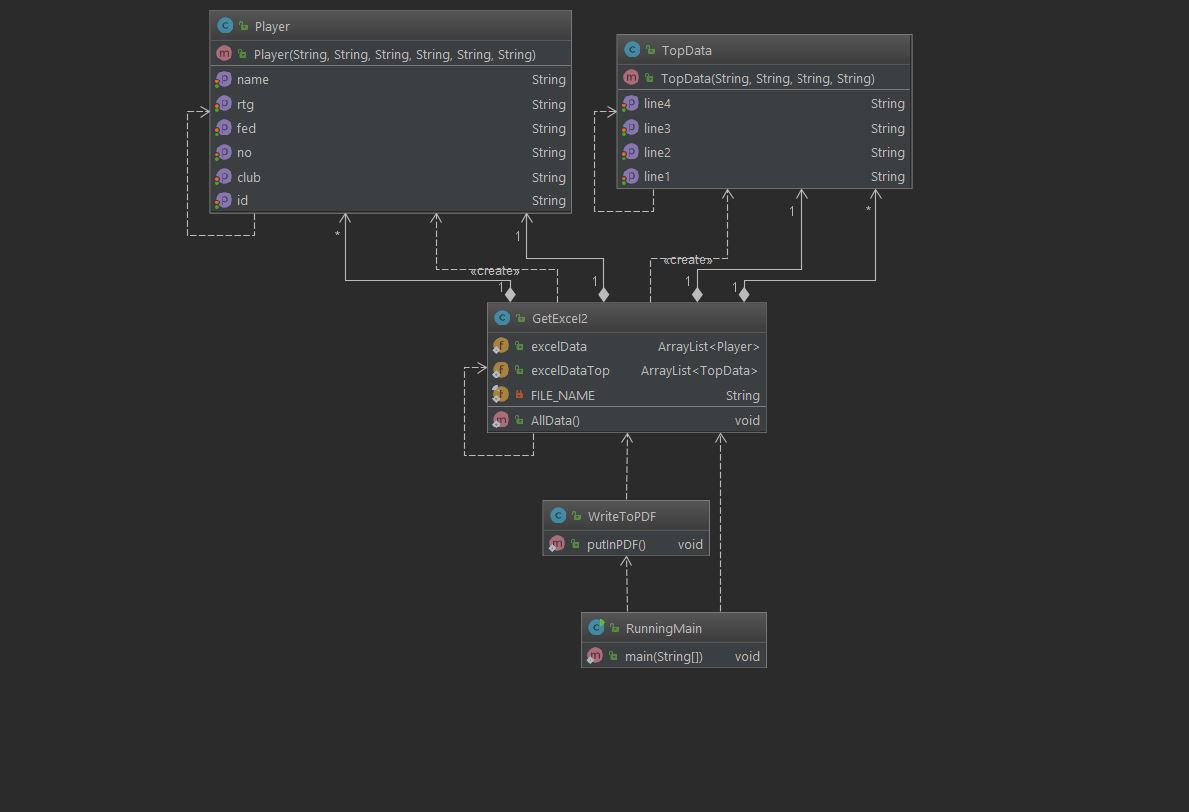 Player
Player(String, String, String, String, String, String)
name String
rtg String
fed String
no String
club String
id String
TopData
TopData(String, String, String, String)
line4 String
line3 String
line2 String
line1 String
* 1 1 *
«create» «create»
1 1 1 1
GetExcel2
excelData ArrayList<Player>
excelDataTop ArrayList<TopData>
FILE_NAME String
AllData() void
WriteToPDF
putInPDF() void
RunningMain
main(String[]) void